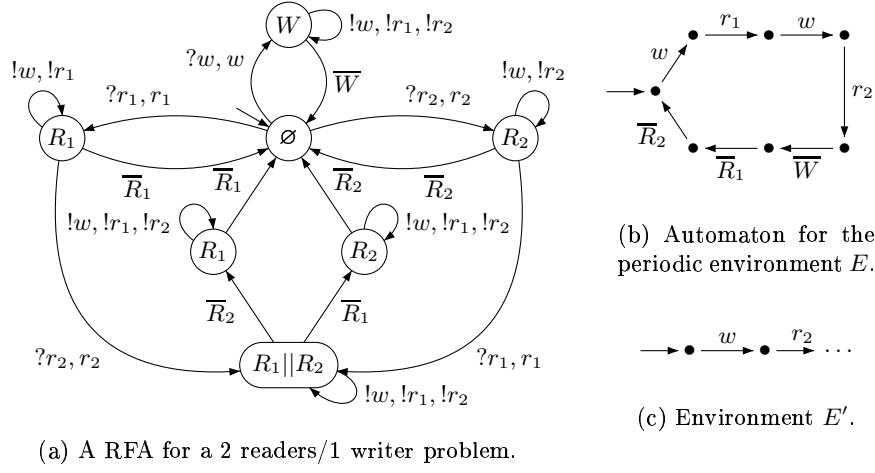 W
!w, !r₁, !r₂
?w, w
W̅
!w, !r₁
?r₁, r₁
?r₂, r₂
!w, !r₂
R₁
∅
R₂
R̅₁
R̅₁
R̅₂
R̅₂
!w, !r₁, !r₂
!w, !r₁, !r₂
R₁
R₂
R̅₂
R̅₁
?r₂, r₂
R₁||R₂
?r₁, r₁
!w, !r₁, !r₂
(a) A RFA for a 2 readers/1 writer problem.
r₁
w
w
r₂
R̅₂
R̅₁
W̅
(b) Automaton for the
periodic environment E.
w
r₂
· · ·
(c) Environment E′.